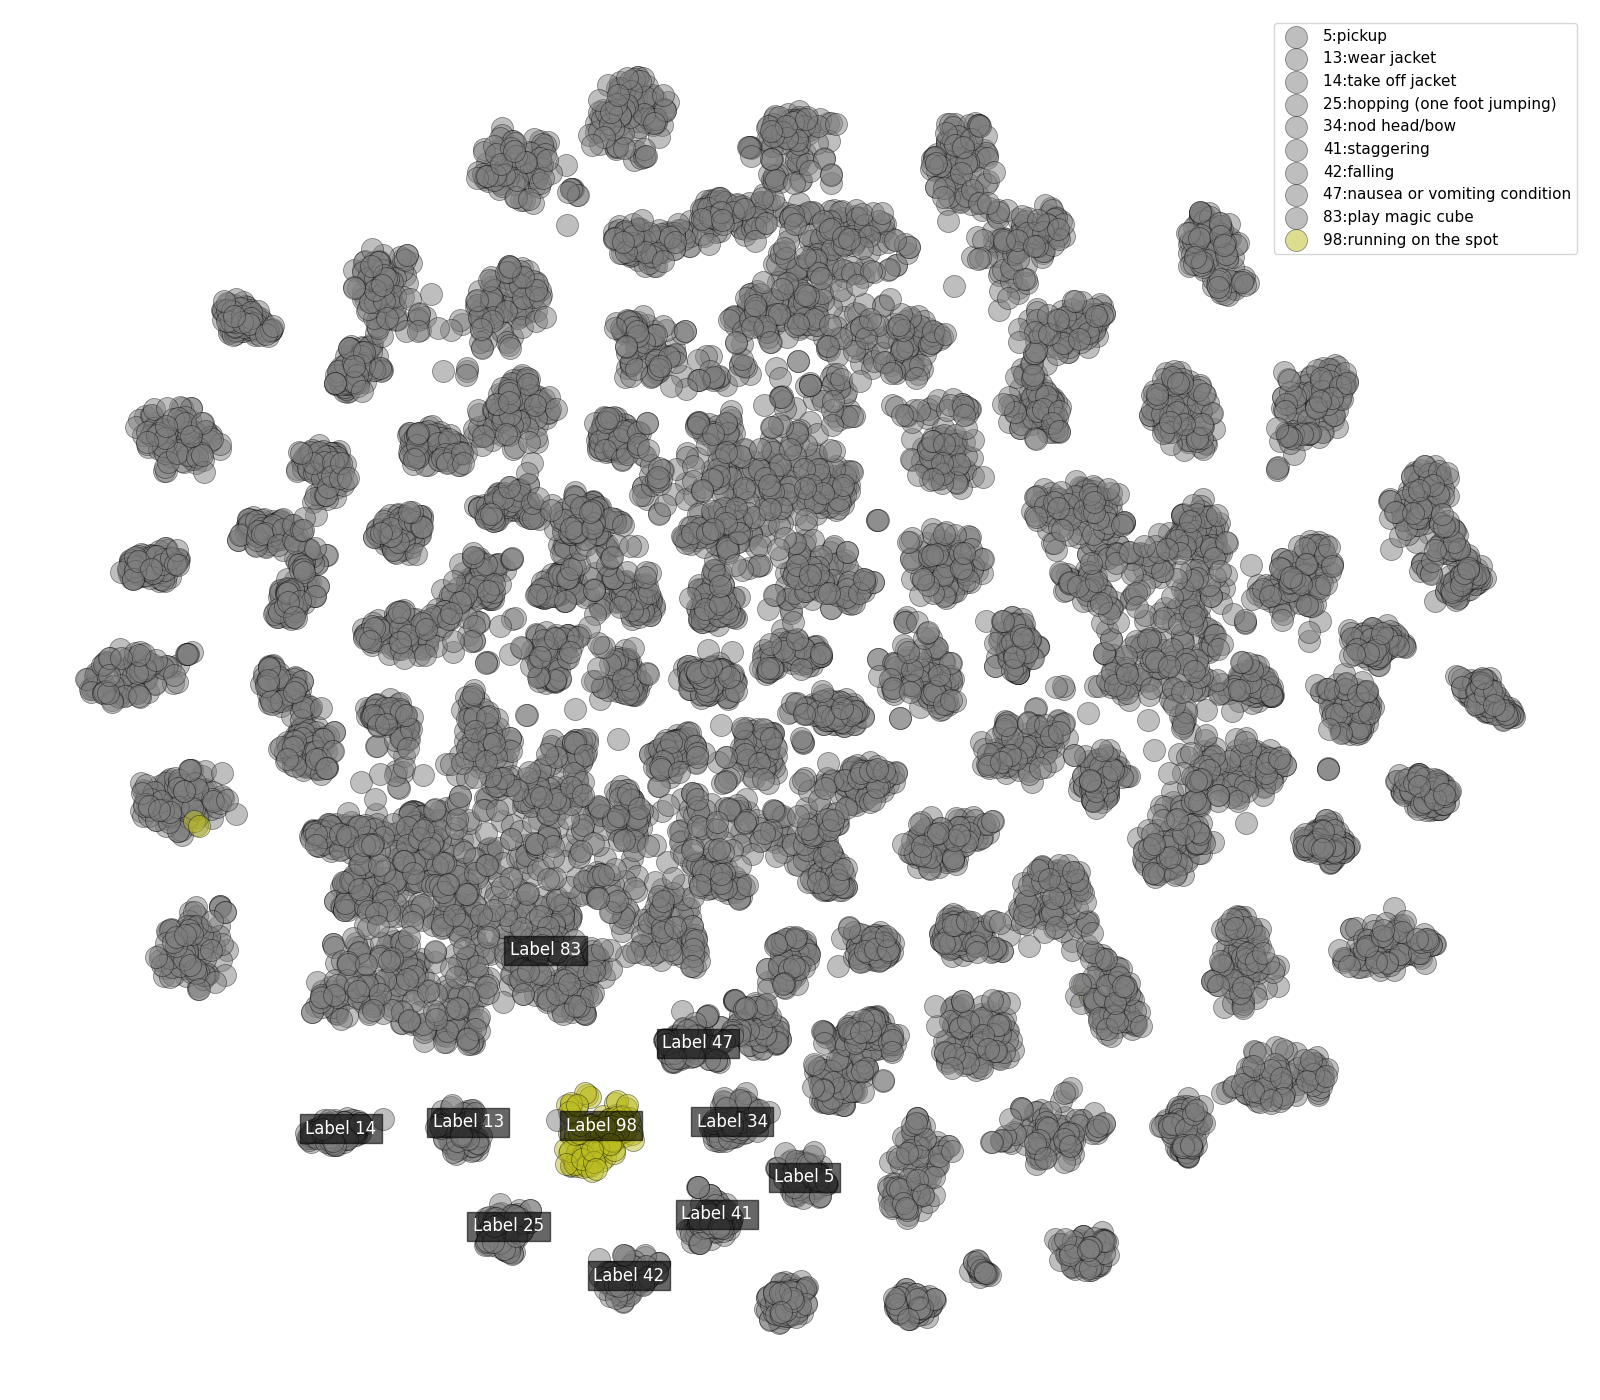 5:pickup
13:wear jacket
14:take off jacket
25:hopping (one foot jumping)
34:nod head/bow
41:staggering
42:falling
47:nausea or vomiting condition
83:play magic cube
98:running on the spot
Label 83
Label 47
Label 14
Label 13
Label 98
Label 34
Label 5
Label 25
Label 41
Label 42